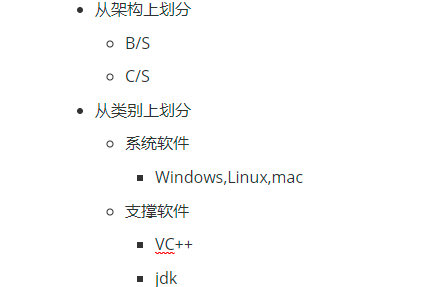 从架构上划分
B/S
C/S
从类别上划分
系统软件
Windows,Linux,mac
支撑软件
VC++
jdk